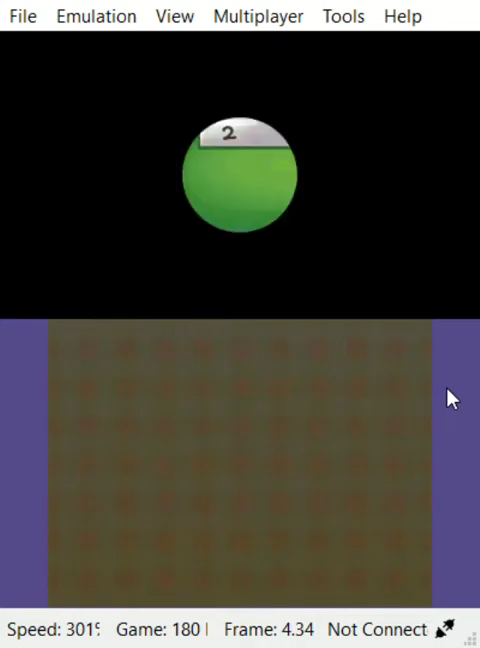 File Emulation View Multiplayer Tools Help
2
Speed: 301% Game: 180 Frame: 4.34 Not Connect